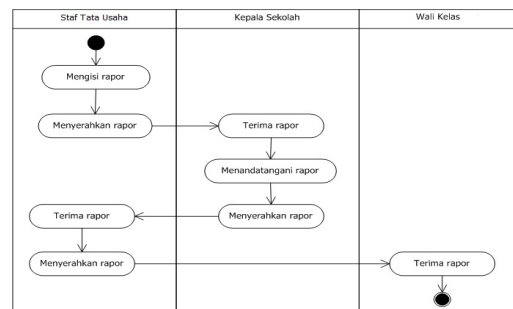 Staf Tata Usaha
Kepala Sekolah
Wali Kelas
Mengisi rapor
Menyerahkan rapor
Terima rapor
Menandatangani rapor
Menyerahkan rapor
Terima rapor
Menyerahkan rapor
Terima rapor